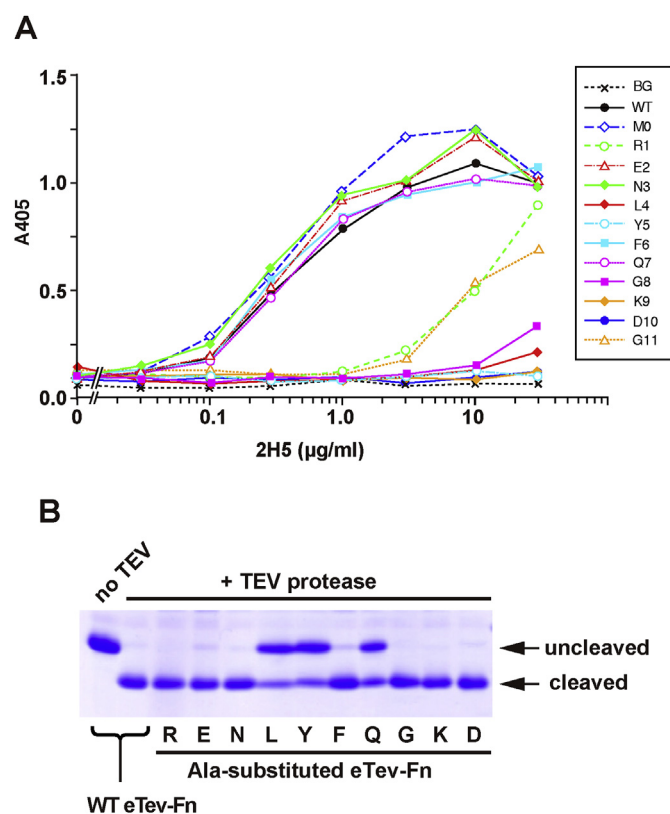 A
1.5
1.0
0.5
0.0
A405
0
0.1
1.0
10
2H5 (µg/ml)
BG
WT
M0
R1
E2
N3
L4
Y5
F6
Q7
G8
K9
D10
G11
B
no TEV
+ TEV protease
uncleaved
cleaved
R E N L Y F Q G K D
Ala-substituted eTev-Fn
WT eTev-Fn